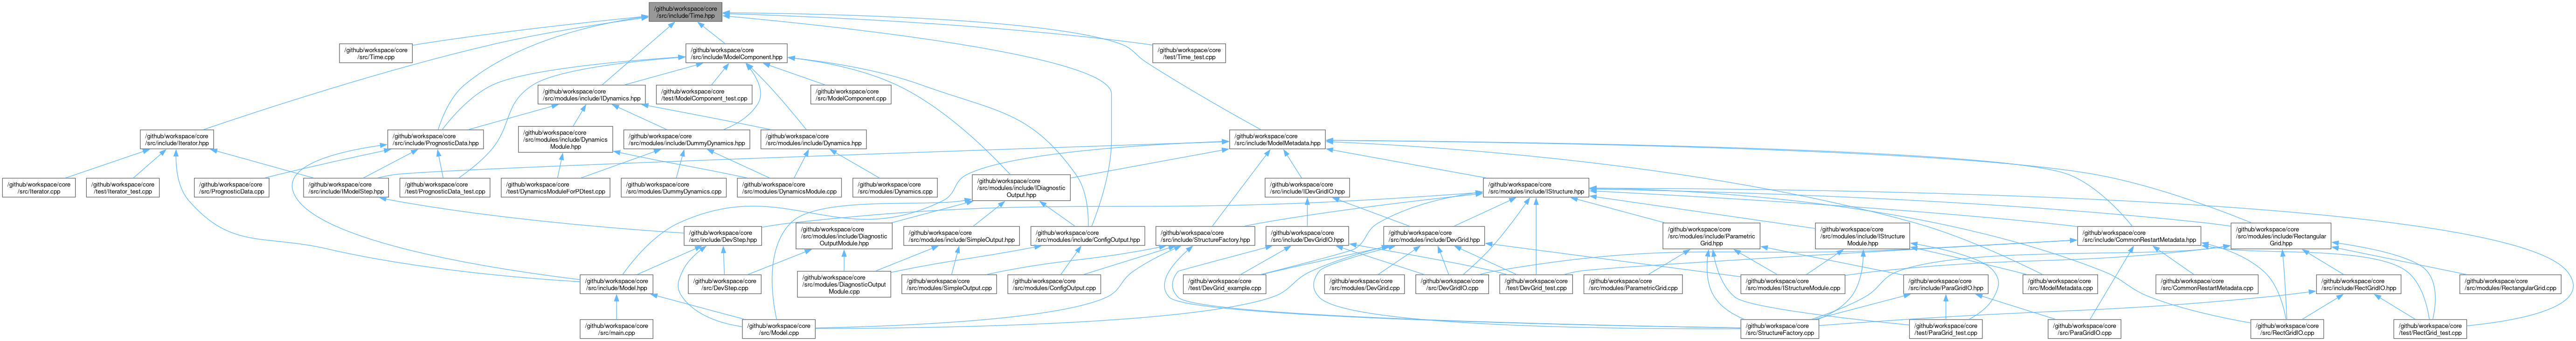 /github/workspace/core
/src/include/Time.hpp
/github/workspace/core
/src/Time.cpp
/github/workspace/core
/src/include/ModelComponent.hpp
/github/workspace/core
/test/Time_test.cpp
/github/workspace/core
/src/modules/include/IDynamics.hpp
/github/workspace/core
/test/ModelComponent_test.cpp
/github/workspace/core
/src/ModelComponent.cpp
/github/workspace/core
/src/include/Iterator.hpp
/github/workspace/core
/src/include/PrognosticData.hpp
/github/workspace/core
/src/modules/include/Dynamics
Module.hpp
/github/workspace/core
/src/modules/include/DummyDynamics.hpp
/github/workspace/core
/src/modules/include/Dynamics.hpp
/github/workspace/core
/src/include/ModelMetadata.hpp
/github/workspace/core
/src/Iterator.cpp
/github/workspace/core
/test/Iterator_test.cpp
/github/workspace/core
/src/PrognosticData.cpp
/github/workspace/core
/src/include/IModelStep.hpp
/github/workspace/core
/test/PrognosticData_test.cpp
/github/workspace/core
/test/DynamicsModuleForPDtest.cpp
/github/workspace/core
/src/modules/DummyDynamics.cpp
/github/workspace/core
/src/modules/DynamicsModule.cpp
/github/workspace/core
/src/modules/Dynamics.cpp
/github/workspace/core
/src/modules/include/IDiagnostic
Output.hpp
/github/workspace/core
/src/include/IDevGridIO.hpp
/github/workspace/core
/src/modules/include/IStructure.hpp
/github/workspace/core
/src/include/DevStep.hpp
/github/workspace/core
/src/modules/include/Diagnostic
OutputModule.hpp
/github/workspace/core
/src/modules/include/SimpleOutput.hpp
/github/workspace/core
/src/modules/include/ConfigOutput.hpp
/github/workspace/core
/src/include/StructureFactory.hpp
/github/workspace/core
/src/include/DevGridIO.hpp
/github/workspace/core
/src/modules/include/DevGrid.hpp
/github/workspace/core
/src/modules/include/Parametric
Grid.hpp
/github/workspace/core
/src/modules/include/IStructure
Module.hpp
/github/workspace/core
/src/include/CommonRestartMetadata.hpp
/github/workspace/core
/src/modules/include/Rectangular
Grid.hpp
/github/workspace/core
/src/include/Model.hpp
/github/workspace/core
/src/DevStep.cpp
/github/workspace/core
/src/modules/DiagnosticOutput
Module.cpp
/github/workspace/core
/src/modules/SimpleOutput.cpp
/github/workspace/core
/src/modules/ConfigOutput.cpp
/github/workspace/core
/test/DevGrid_example.cpp
/github/workspace/core
/src/modules/DevGrid.cpp
/github/workspace/core
/src/DevGridIO.cpp
/github/workspace/core
/test/DevGrid_test.cpp
/github/workspace/core
/src/modules/ParametricGrid.cpp
/github/workspace/core
/src/modules/IStructureModule.cpp
/github/workspace/core
/src/include/ParaGridIO.hpp
/github/workspace/core
/src/ModelMetadata.cpp
/github/workspace/core
/src/CommonRestartMetadata.cpp
/github/workspace/core
/src/include/RectGridIO.hpp
/github/workspace/core
/src/modules/RectangularGrid.cpp
/github/workspace/core
/src/main.cpp
/github/workspace/core
/src/Model.cpp
/github/workspace/core
/src/StructureFactory.cpp
/github/workspace/core
/test/ParaGrid_test.cpp
/github/workspace/core
/src/ParaGridIO.cpp
/github/workspace/core
/src/RectGridIO.cpp
/github/workspace/core
/test/RectGrid_test.cpp